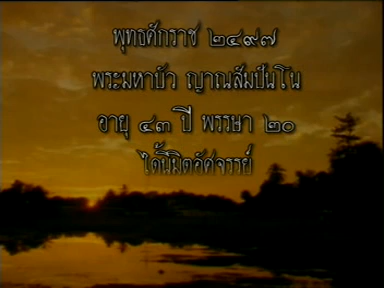 พุทธศักราช ๒๔๙๗
พระมหาบัว ญาณสัมปันโน
อายุ ๔๓ ปี พรรษา ๒๐
ได้นิมิตอัศจรรย์